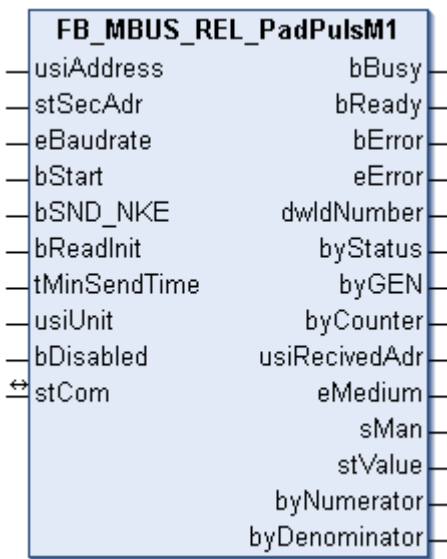 FB_MBUS_REL_PadPulsM1
usiAddress bBusy
stSecAdr bReady
eBaudrate bError
bStart eError
bSND_NKE dwIdNumber
bReadInit byStatus
tMinSendTime byGEN
usiUnit byCounter
bDisabled usiRecivedAdr
stCom eMedium
sMan
stValue
byNumerator
byDenominator